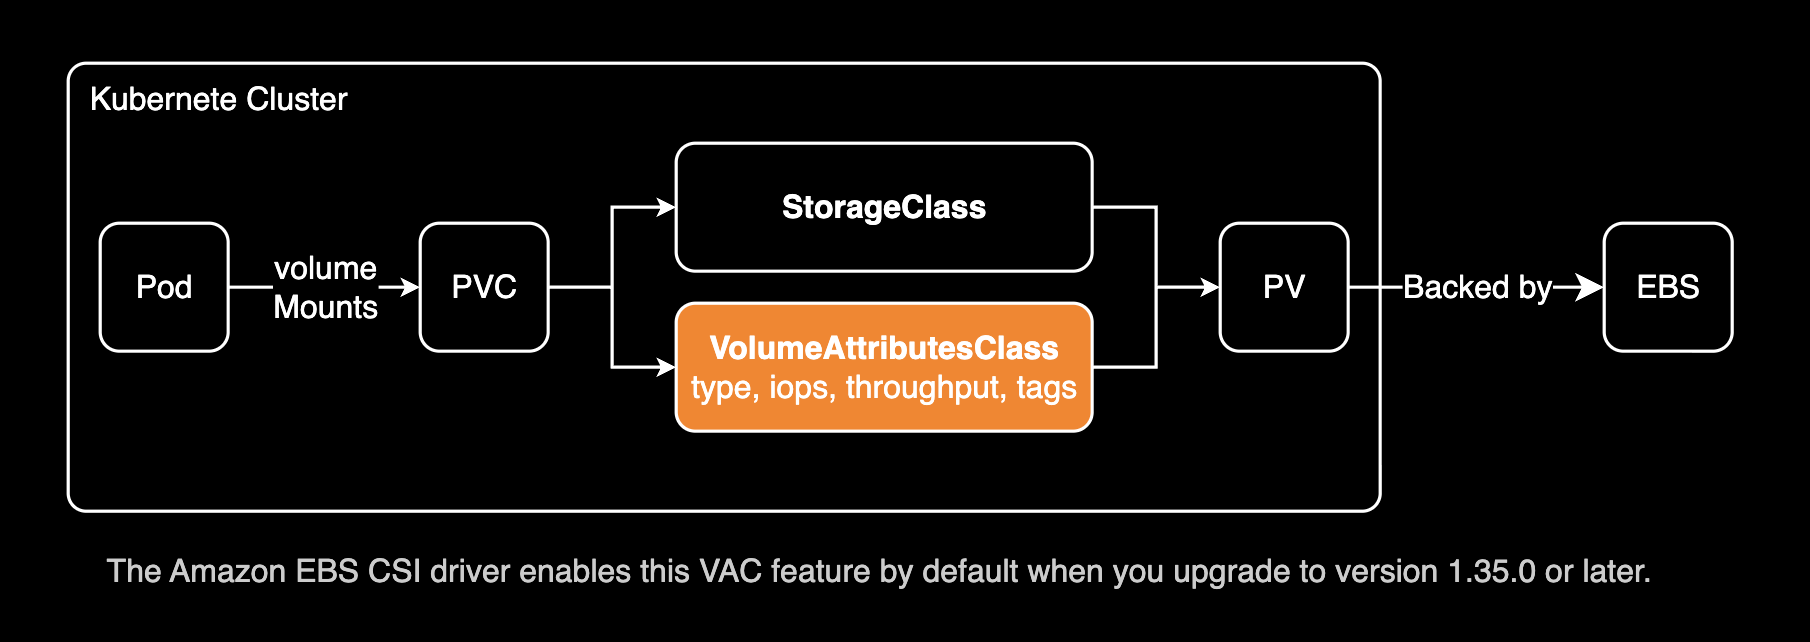 Kubernete Cluster
Pod
volume
Mounts
PVC
StorageClass
VolumeAttributesClass
type, iops, throughput, tags
PV
Backed by
EBS
The Amazon EBS CSI driver enables this VAC feature by default when you upgrade to version 1.35.0 or later.